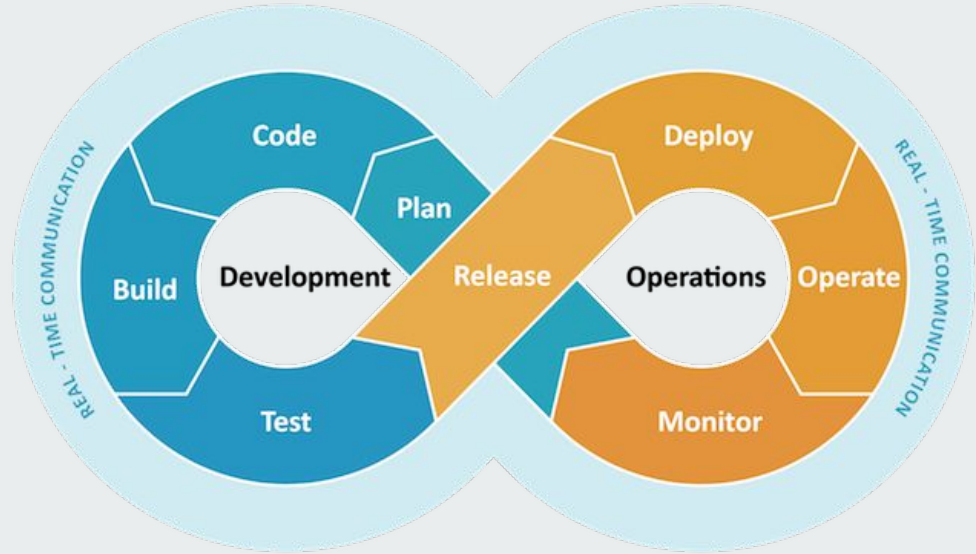 REAL - TIME COMMUNICATION
Code
Plan
Development
Build
Test
Release
Deploy
Operations
Operate
Monitor
REAL - TIME COMMUNICATION